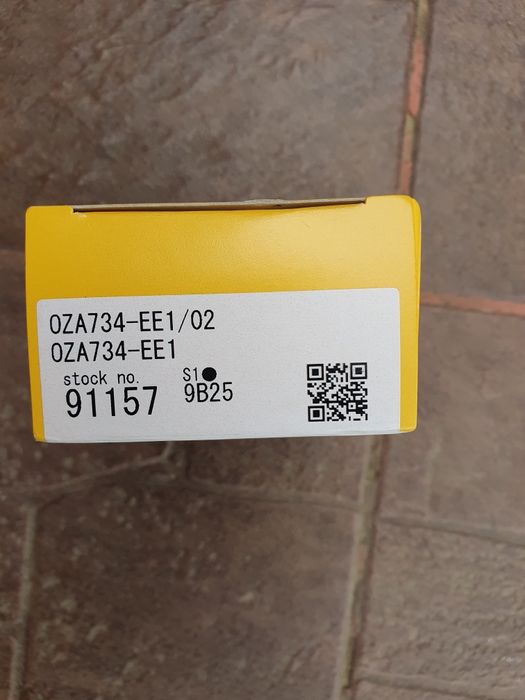 OZA734-EE1/02
OZA734-EE1
stock no. S1●
91157 9B25